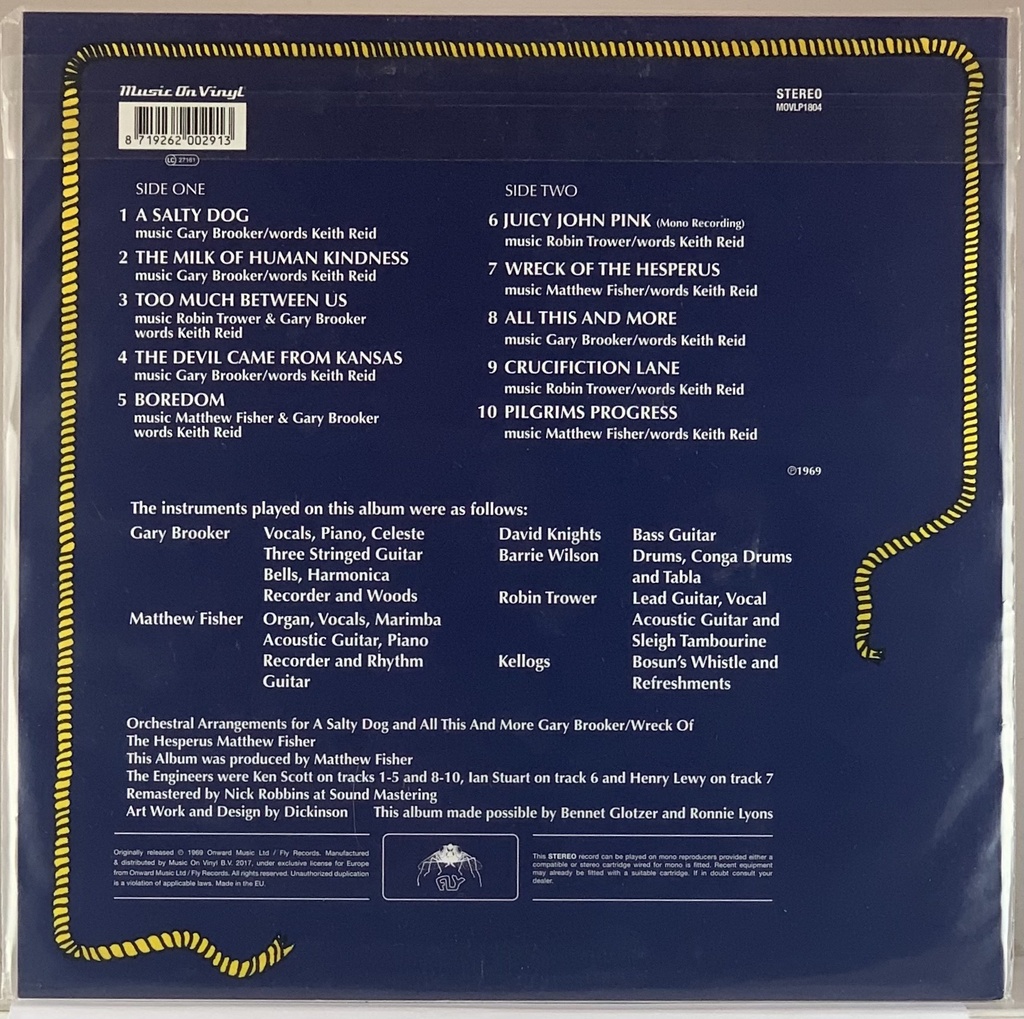 Music On Vinyl
8 719262 002913
LC 27161
STEREO
MOVLP1804
SIDE ONE
1 A SALTY DOG
music Gary Brooker/words Keith Reid
2 THE MILK OF HUMAN KINDNESS
music Gary Brooker/words Keith Reid
3 TOO MUCH BETWEEN US
music Robin Trower & Gary Brooker
words Keith Reid
4 THE DEVIL CAME FROM KANSAS
music Gary Brooker/words Keith Reid
5 BOREDOM
music Matthew Fisher & Gary Brooker
words Keith Reid
SIDE TWO
6 JUICY JOHN PINK (Mono Recording)
music Robin Trower/words Keith Reid
7 WRECK OF THE HESPERUS
music Matthew Fisher/words Keith Reid
8 ALL THIS AND MORE
music Gary Brooker/words Keith Reid
9 CRUCIFICTION LANE
music Robin Trower/words Keith Reid
10 PILGRIMS PROGRESS
music Matthew Fisher/words Keith Reid
℗1969
The instruments played on this album were as follows:
Gary Brooker Vocals, Piano, Celeste
Three Stringed Guitar
Bells, Harmonica
Recorder and Woods
Matthew Fisher Organ, Vocals, Marimba
Acoustic Guitar, Piano
Recorder and Rhythm
Guitar
David Knights Bass Guitar
Barrie Wilson Drums, Conga Drums
and Tabla
Robin Trower Lead Guitar, Vocal
Acoustic Guitar and
Sleigh Tambourine
Kellogs Bosun's Whistle and
Refreshments
Orchestral Arrangements for A Salty Dog and All This And More Gary Brooker/Wreck Of
The Hesperus Matthew Fisher
This Album was produced by Matthew Fisher
The Engineers were Ken Scott on tracks 1-5 and 8-10, Ian Stuart on track 6 and Henry Lewy on track 7
Remastered by Nick Robbins at Sound Mastering
Art Work and Design by Dickinson This album made possible by Bennet Glotzer and Ronnie Lyons
Originally released ℗ 1969 Onward Music Ltd / Fly Records. Manufactured
& distributed by Music On Vinyl B.V. 2017, under exclusive license for Europe
from Onward Music Ltd / Fly Records. All rights reserved. Unauthorized duplication
is a violation of applicable laws. Made in the EU.
FLY
This STEREO record can be played on mono reproducers provided either a
compatible or stereo cartridge wired for mono is fitted. Recent equipment
may already be fitted with a suitable cartridge. If in doubt consult your
dealer.